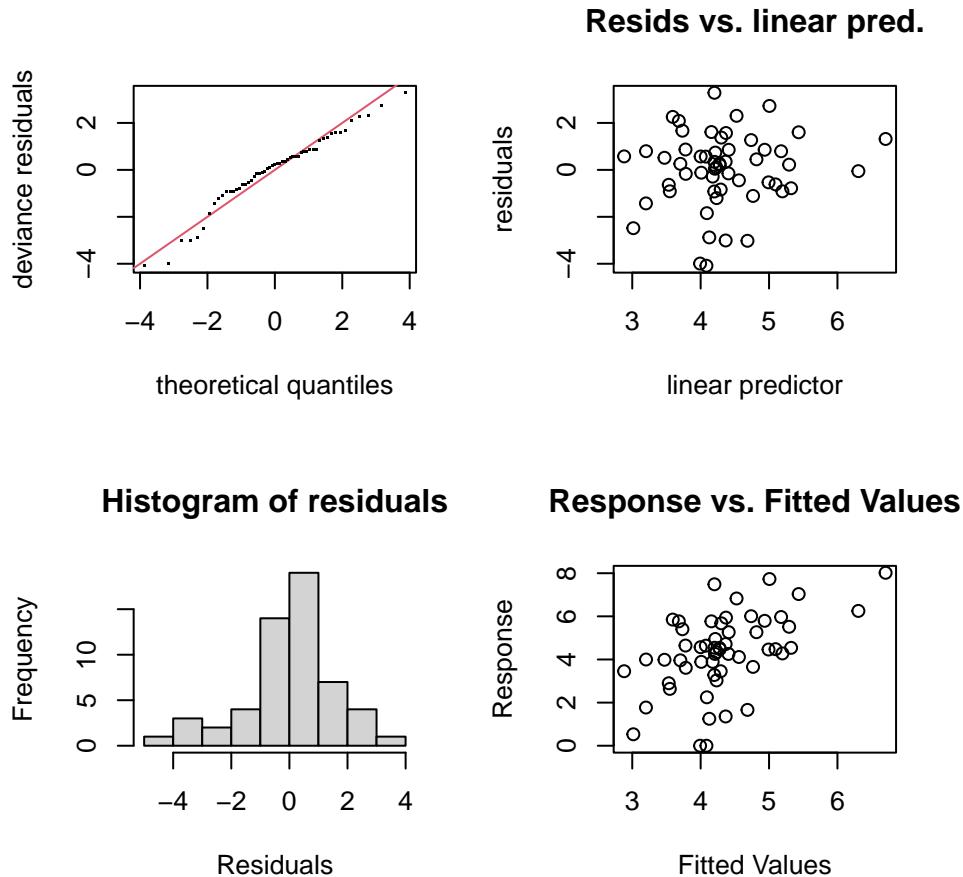 deviance residuals
2
0
−4
−4
−2
0
2
4
theoretical quantiles
Resids vs. linear pred.
residuals
2
0
−4
3
4
5
6
linear predictor
Histogram of residuals
Frequency
10
5
0
−4
−2
0
2
4
Residuals
Response vs. Fitted Values
Response
8
6
4
2
0
3
4
5
6
Fitted Values